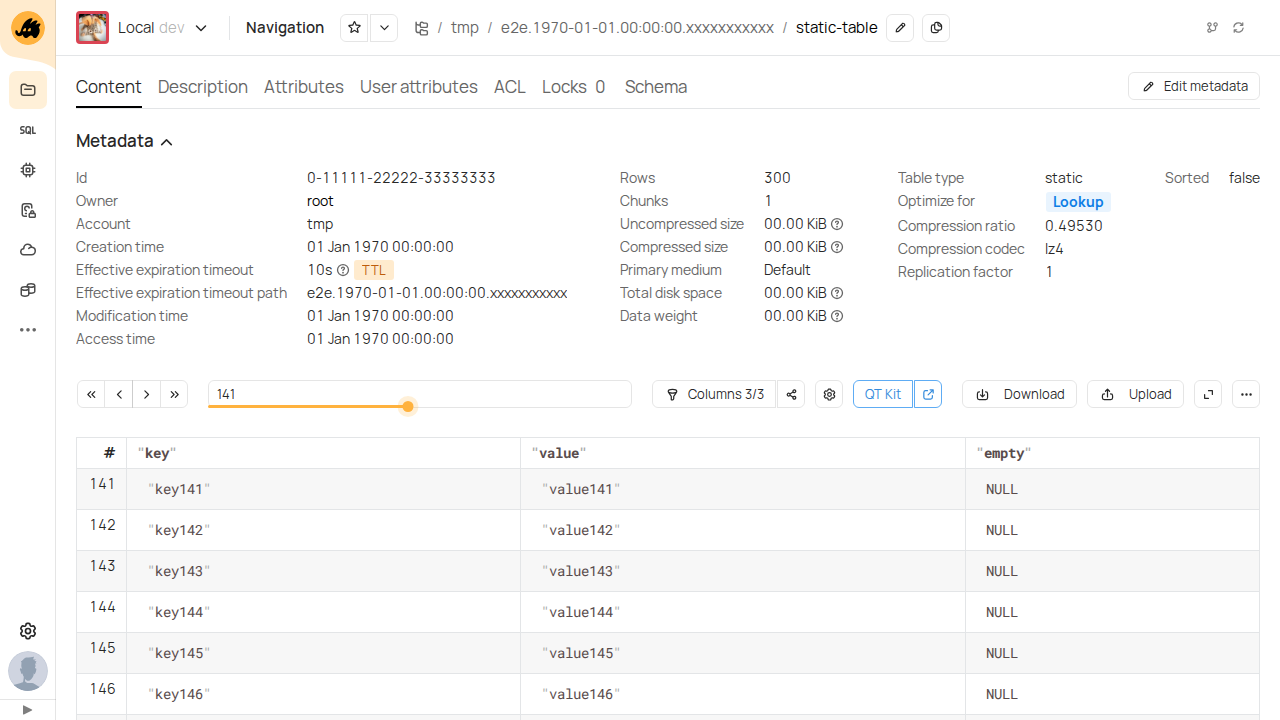 Local dev Navigation / tmp / e2e.1970-01-01.00:00:00.xxxxxxxxxxx / static-table
Content Description Attributes User attributes ACL Locks 0 Schema Edit metadata
SQL
Metadata
Id 0-11111-22222-33333333 Rows 300 Table type static Sorted false
Owner root Chunks 1 Optimize for Lookup
Account tmp Uncompressed size 00.00 KiB Compression ratio 0.49530
Creation time 01 Jan 1970 00:00:00 Compressed size 00.00 KiB Compression codec lz4
Effective expiration timeout 10s TTL Primary medium Default Replication factor 1
Effective expiration timeout path e2e.1970-01-01.00:00:00.xxxxxxxxxxx Total disk space 00.00 KiB
Modification time 01 Jan 1970 00:00:00 Data weight 00.00 KiB
Access time 01 Jan 1970 00:00:00
141 Columns 3/3 QT Kit Download Upload
# "key" "value" "empty"
141 "key141" "value141" NULL
142 "key142" "value142" NULL
143 "key143" "value143" NULL
144 "key144" "value144" NULL
145 "key145" "value145" NULL
146 "key146" "value146" NULL